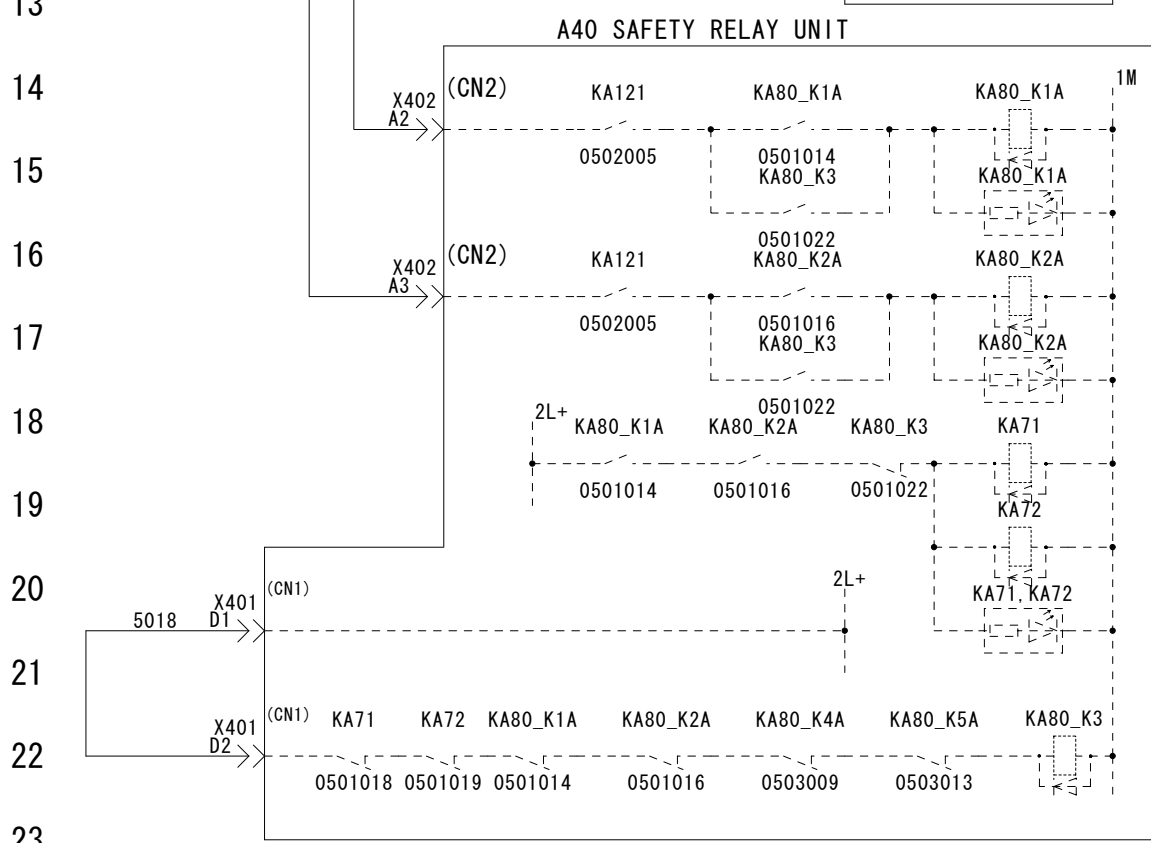 13
A40 SAFETY RELAY UNIT
14
X402
A2
(CN2)
KA121
KA80_K1A
KA80_K1A
1M
0502005
0501014
15
KA80_K3
KA80_K1A
0501022
16
X402
A3
(CN2)
KA121
KA80_K2A
KA80_K2A
0502005
0501016
17
KA80_K3
KA80_K2A
0501022
18
2L+
KA80_K1A
KA80_K2A
KA80_K3
KA71
0501014
0501016
0501022
19
KA72
20
(CN1)
2L+
5018
X401
D1
KA71, KA72
21
X401
D2
(CN1)
KA71
KA72
KA80_K1A
KA80_K2A
KA80_K4A
KA80_K5A
KA80_K3
22
0501018
0501019
0501014
0501016
0503009
0503013
23